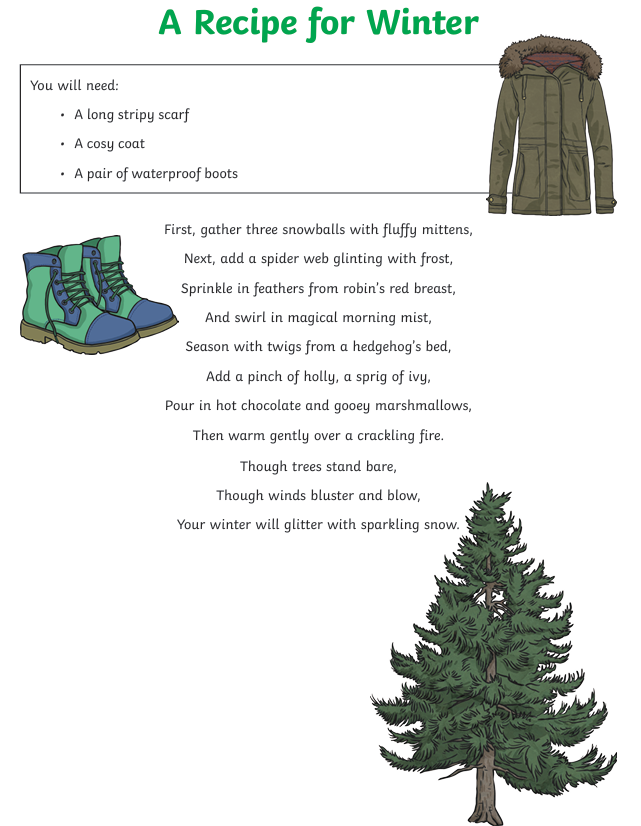 A Recipe for Winter
You will need:
• A long stripy scarf
• A cosy coat
• A pair of waterproof boots
First, gather three snowballs with fluffy mittens,
Next, add a spider web glinting with frost,
Sprinkle in feathers from robin's red breast,
And swirl in magical morning mist,
Season with twigs from a hedgehog's bed,
Add a pinch of holly, a sprig of ivy,
Pour in hot chocolate and gooey marshmallows,
Then warm gently over a crackling fire.
Though trees stand bare,
Though winds bluster and blow,
Your winter will glitter with sparkling snow.